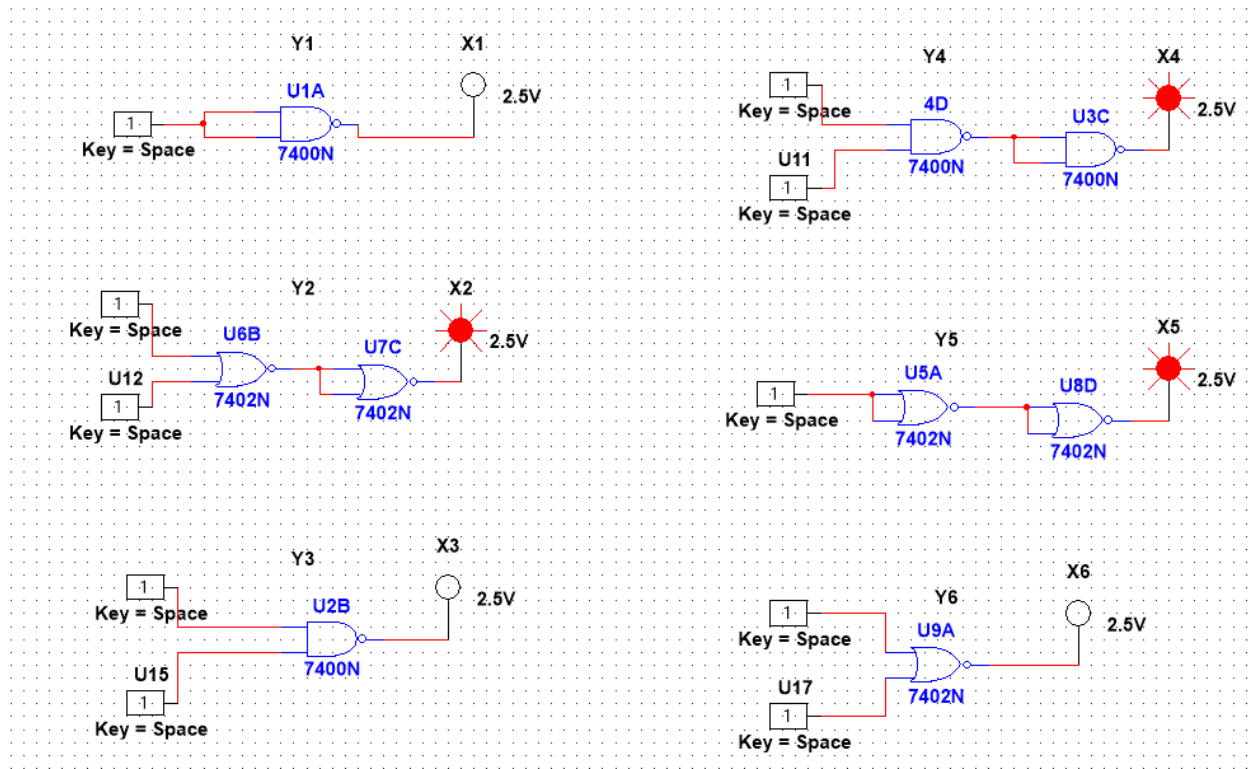 Y1
X1
U1A
2.5V
1
Key = Space
7400N
Y4
X4
1
Key = Space
4D
U3C
2.5V
U11
7400N
1
7400N
Key = Space
Y2
X2
1
Key = Space
U6B
U7C
2.5V
U12
7402N
1
7402N
Key = Space
Y5
X5
U5A
U8D
2.5V
1
Key = Space
7402N
7402N
Y3
X3
1
Key = Space
U2B
2.5V
U15
7400N
1
Key = Space
Y6
X6
1
Key = Space
U9A
2.5V
U17
7402N
1
Key = Space